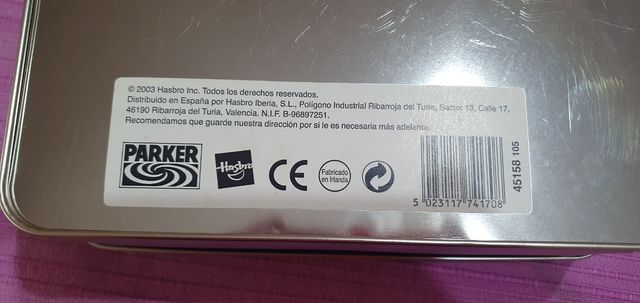 © 2003 Hasbro Inc. Todos los derechos reservados.
Distribuido en España por Hasbro Iberia, S.L., Polígono Industrial Ribarroja del Turia, Sector 13, Calle 17,
46190 Ribarroja del Turia, Valencia. N.I.F. B-96897251.
Recomendamos que guarde nuestra dirección por si le es necesaria más adelante.
PARKER
Hasbro
CE
Fabricado
en Irlanda
5 023117 741708
45158 105